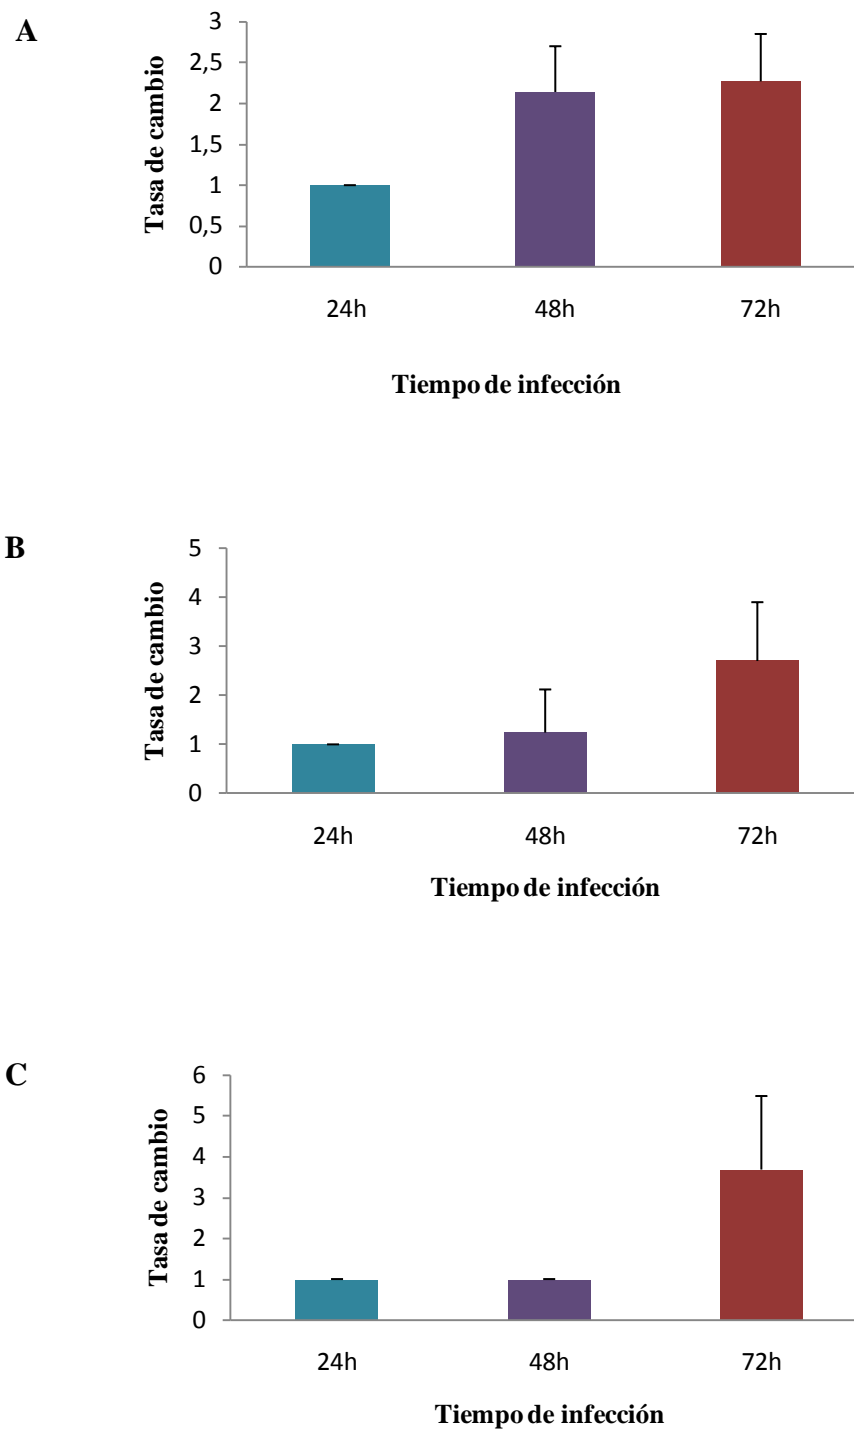 A
Tasa de cambio
3
2,5
2
1,5
1
0,5
0
24h 48h 72h
Tiempo de infección
B
Tasa de cambio
5
4
3
2
1
0
24h 48h 72h
Tiempo de infección
C
Tasa de cambio
6
5
4
3
2
1
0
24h 48h 72h
Tiempo de infección